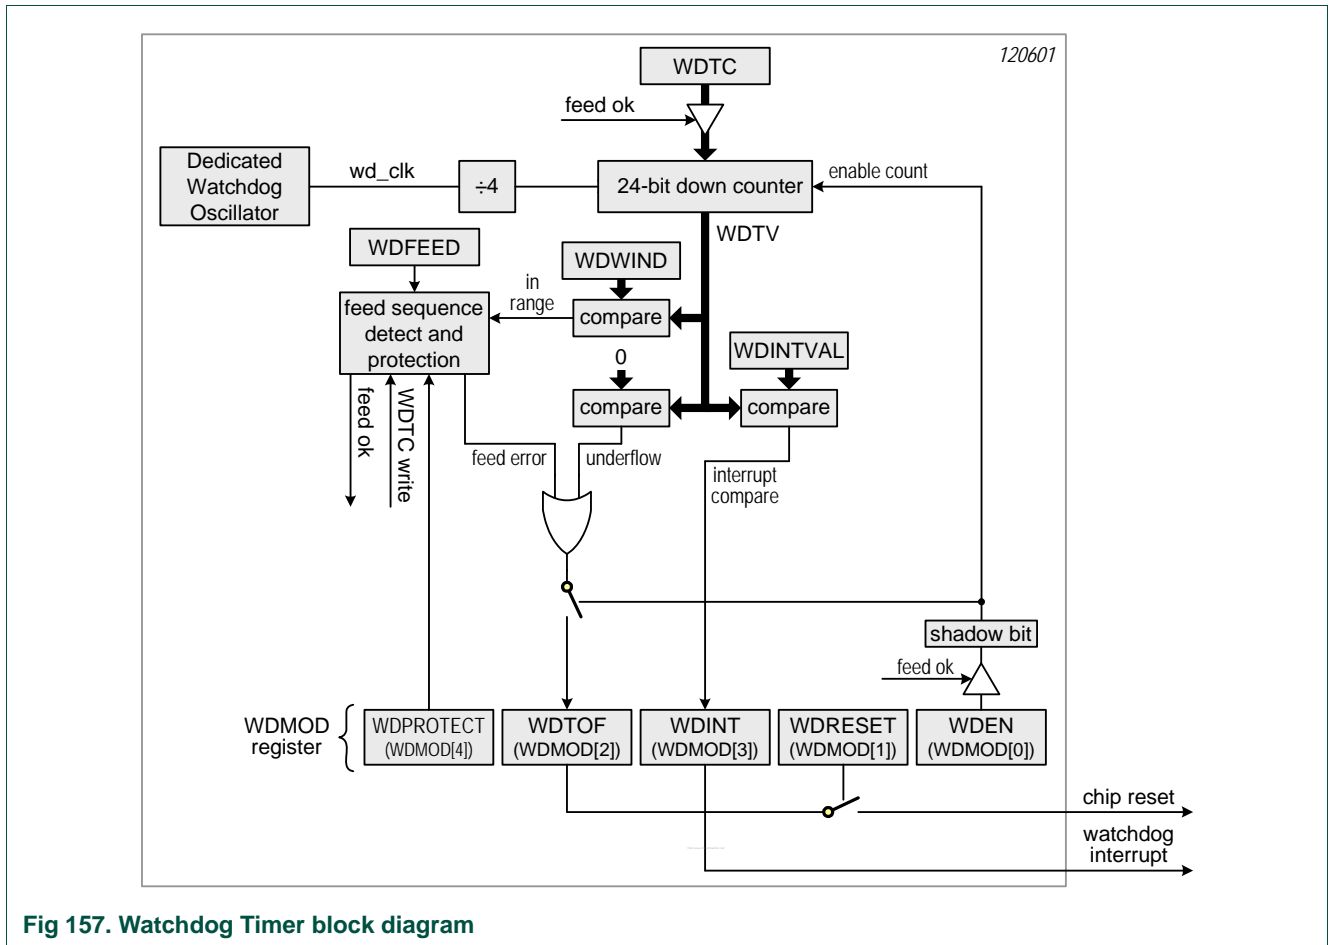 120601
WDTC
feed ok
Dedicated
Watchdog
Oscillator
wd_clk
÷4
24-bit down counter
enable count
WDTV
WDFEED
WDWIND
in
range
feed sequence
detect and
protection
compare
WDINTVAL
0
compare
compare
feed ok
WDTC write
feed error
underflow
interrupt
compare
shadow bit
feed ok
WDMOD
register
WDPROTECT
(WDMOD[4])
WDTOF
(WDMOD[2])
WDINT
(WDMOD[3])
WDRESET
(WDMOD[1])
WDEN
(WDMOD[0])
chip reset
watchdog
interrupt
Fig 157. Watchdog Timer block diagram